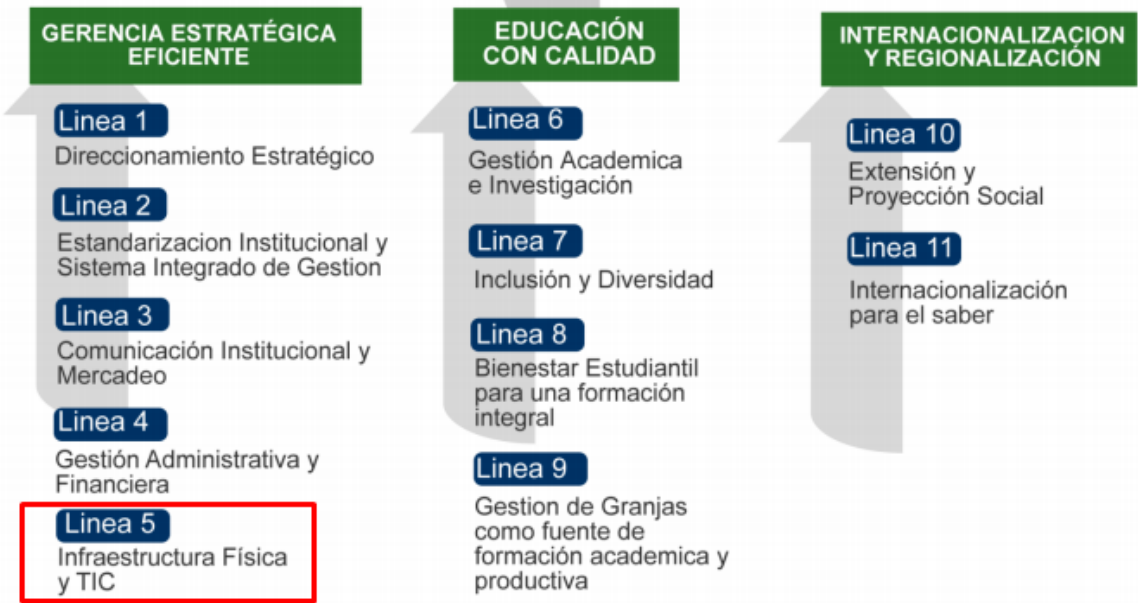 GERENCIA ESTRATÉGICA
EFICIENTE
Linea 1
Direccionamiento Estratégico
Linea 2
Estandarizacion Institucional y
Sistema Integrado de Gestion
Linea 3
Comunicación Institucional y
Mercadeo
Linea 4
Gestión Administrativa y
Financiera
Linea 5
Infraestructura Física
y TIC
EDUCACIÓN
CON CALIDAD
Linea 6
Gestión Academica
e Investigación
Linea 7
Inclusión y Diversidad
Linea 8
Bienestar Estudiantil
para una formación
integral
Linea 9
Gestion de Granjas
como fuente de
formación academica y
productiva
INTERNACIONALIZACION
Y REGIONALIZACIÓN
Linea 10
Extensión y
Proyección Social
Linea 11
Internacionalización
para el saber